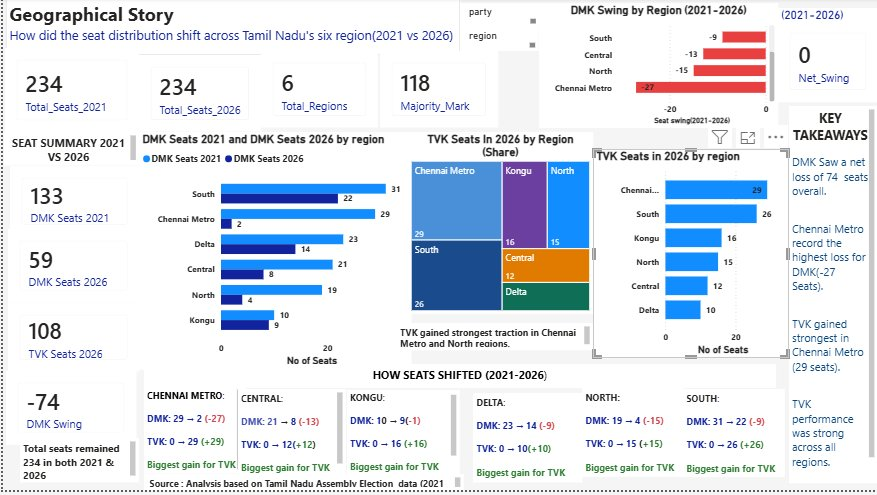 Geographical Story
How did the seat distribution shift across Tamil Nadu's six region(2021 vs 2026)
party
region
DMK Swing by Region (2021-2026)
South
-9
Central
-13
North
-15
Chennai Metro
-27
-20
0
Seat swing(2021-2026)
(2021-2026)
0
Net_Swing
234
Total_Seats_2021
234
Total_Seats_2026
6
Total_Regions
118
Majority_Mark
SEAT SUMMARY 2021
VS 2026
133
DMK Seats 2021
59
DMK Seats 2026
108
TVK Seats 2026
-74
DMK Swing
Total seats remained
234 in both 2021 &
2026
DMK Seats 2021 and DMK Seats 2026 by region
DMK Seats 2021 DMK Seats 2026
South
31
22
Chennai Metro
29
2
Delta
23
14
Central
21
8
North
19
4
Kongu
10
9
0
20
No of Seats
TVK Seats In 2026 by Region
(Share)
Chennai Metro
29
South
26
Kongu
16
North
15
Central
12
Delta
TVK gained strongest traction in Chennai
Metro and North regions.
TVK Seats in 2026 by region
Chennai...
29
South
26
Kongu
16
North
15
Central
12
Delta
10
0
20
No of Seats
KEY
TAKEAWAYS
DMK Saw a net
loss of 74 seats
overall.
Chennai Metro
record the
highest loss for
DMK(-27
Seats).
TVK gained
strongest in
Chennai Metro
(29 seats).
TVK
performance
was strong
across all
regions.
HOW SEATS SHIFTED (2021-2026)
CHENNAI METRO:
DMK: 29 → 2 (-27)
TVK: 0 → 29 (+29)
Biggest gain for TVK
CENTRAL:
DMK: 21 → 8 (-13)
TVK: 0 → 12(+12)
Biggest gain for TVK
KONGU:
DMK: 10 → 9(-1)
TVK: 0 → 16 (+16)
Biggest gain for TVK
DELTA:
DMK: 23 → 14 (-9)
TVK: 0 → 10(+10)
Biggest gain for TVK
NORTH:
DMK: 19 → 4 (-15)
TVK: 0 → 15 (+15)
Biggest gain for TVK
SOUTH:
DMK: 31 → 22 (-9)
TVK: 0 → 26 (+26)
Biggest gain for TVK
Source : Analysis based on Tamil Nadu Assembly Election data (2021